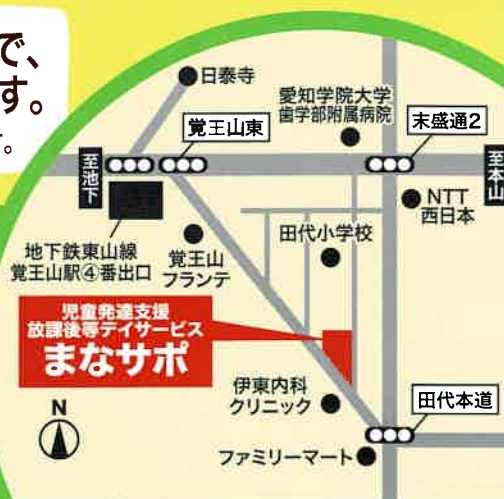 で、
す。
す。
日泰寺
愛知学院大学
歯学部附属病院
覚王山東
末盛通2
至池下
至本山
NTT
西日本
地下鉄東山線
覚王山駅④番出口
覚王山
フランテ
田代小学校
児童発達支援
放課後等デイサービス
まなサポ
伊東内科
クリニック
田代本道
N
ファミリーマート